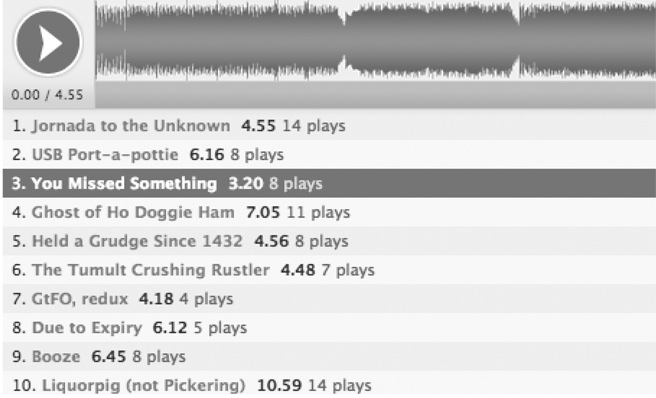 0.00 / 4.55
1. Jornada to the Unknown 4.55 14 plays
2. USB Port-a-pottie 6.16 8 plays
3. You Missed Something 3.20 8 plays
4. Ghost of Ho Doggie Ham 7.05 11 plays
5. Held a Grudge Since 1432 4.56 8 plays
6. The Tumult Crushing Rustler 4.48 7 plays
7. GtFO, redux 4.18 4 plays
8. Due to Expiry 6.12 5 plays
9. Booze 6.45 8 plays
10. Liquorpig (not Pickering) 10.59 14 plays